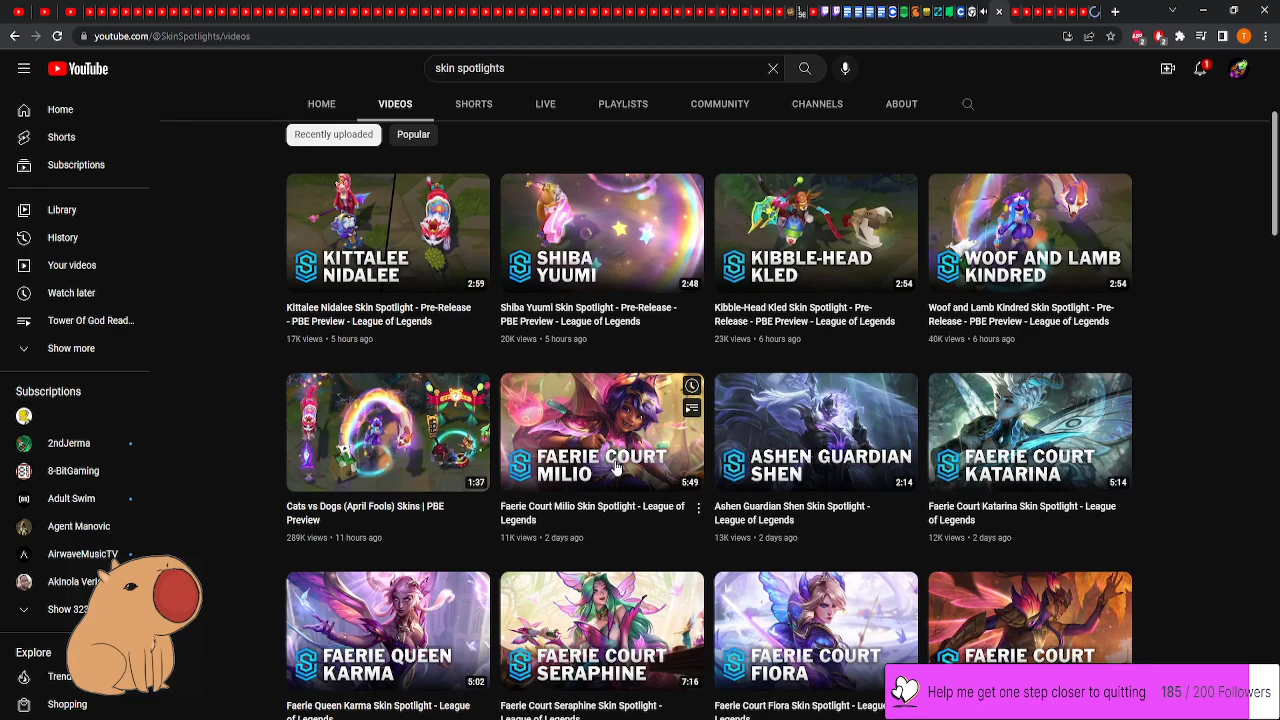 56
youtube.com/@SkinSpotlights/videos
2
2
T
YouTube
skin spotlights
1
HOME
VIDEOS
SHORTS
LIVE
PLAYLISTS
COMMUNITY
CHANNELS
ABOUT
Recently uploaded
Popular
Home
Shorts
Subscriptions
Library
History
Your videos
Watch later
Tower Of God Read...
Show more
Subscriptions
2ndJerma
8-BitGaming
Adult Swim
Agent Manovic
AirwaveMusicTV
Show 323
Explore
Shopping
KITTALEE
NIDALEE
2:59
Kittalee Nidalee Skin Spotlight - Pre-Release
- PBE Preview - League of Legends
17K views • 5 hours ago
SHIBA
YUUMI
2:48
Shiba Yuumi Skin Spotlight - Pre-Release -
PBE Preview - League of Legends
20K views • 5 hours ago
KIBBLE-HEAD
KLED
2:54
Kibble-Head Kled Skin Spotlight - Pre-
Release - PBE Preview - League of Legends
23K views • 6 hours ago
WOOF AND LAMB
KINDRED
2:54
Woof and Lamb Kindred Skin Spotlight - Pre-
Release - PBE Preview - League of Legends
40K views • 6 hours ago
1:37
Cats vs Dogs (April Fools) Skins | PBE
Preview
289K views • 11 hours ago
FAERIE COURT
MILIO
5:49
Faerie Court Milio Skin Spotlight - League of
Legends
11K views • 2 days ago
ASHEN GUARDIAN
SHEN
2:14
Ashen Guardian Shen Skin Spotlight -
League of Legends
13K views • 2 days ago
FAERIE COURT
KATARINA
5:14
Faerie Court Katarina Skin Spotlight - League
of Legends
12K views • 2 days ago
FAERIE QUEEN
KARMA
5:02
Faerie Queen Karma Skin Spotlight - League
FAERIE COURT
SERAPHINE
7:16
Faerie Court Seraphine Skin Spotlight -
FAERIE COURT
FIORA
Faerie Court Fiora Skin Spotlight - League
FAERIE COURT
Help me get one step closer to quitting
185 / 200 Followers